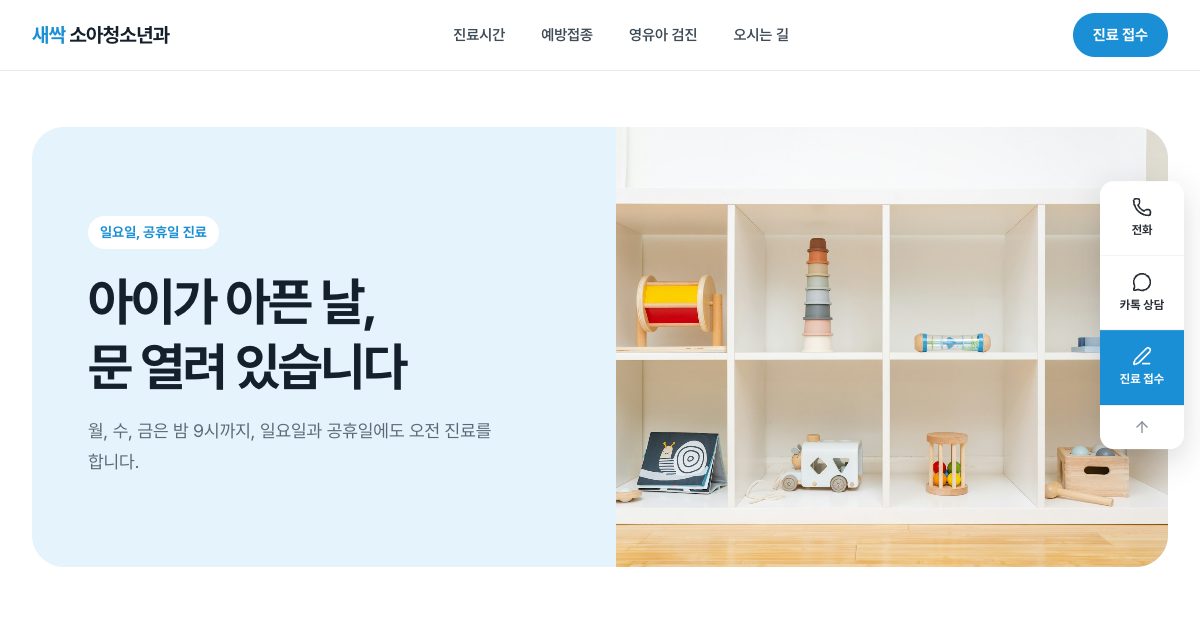 새싹 소아청소년과
진료시간
예방접종
영유아 검진
오시는 길
진료 접수
일요일, 공휴일 진료
아이가 아픈 날,
문 열려 있습니다
월, 수, 금은 밤 9시까지, 일요일과 공휴일에도 오전 진료를
합니다.
전화
카톡 상담
진료 접수